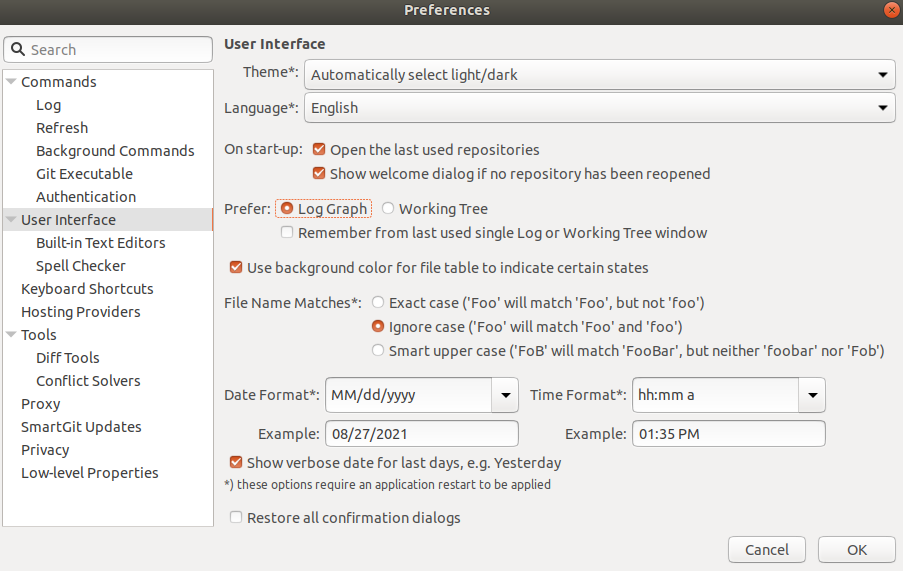 Preferences
Search
Commands
Log
Refresh
Background Commands
Git Executable
Authentication
User Interface
Built-in Text Editors
Spell Checker
Keyboard Shortcuts
Hosting Providers
Tools
Diff Tools
Conflict Solvers
Proxy
SmartGit Updates
Privacy
Low-level Properties
User Interface
Theme*: Automatically select light/dark
Language*: English
On start-up: Open the last used repositories
Show welcome dialog if no repository has been reopened
Prefer: Log Graph Working Tree
Remember from last used single Log or Working Tree window
Use background color for file table to indicate certain states
File Name Matches*: Exact case ('Foo' will match 'Foo', but not 'foo')
Ignore case ('Foo' will match 'Foo' and 'foo')
Smart upper case ('FoB' will match 'FooBar', but neither 'foobar' nor 'Fob')
Date Format*: MM/dd/yyyy Time Format*: hh:mm a
Example: 08/27/2021 Example: 01:35 PM
Show verbose date for last days, e.g. Yesterday
*) these options require an application restart to be applied
Restore all confirmation dialogs
Cancel OK